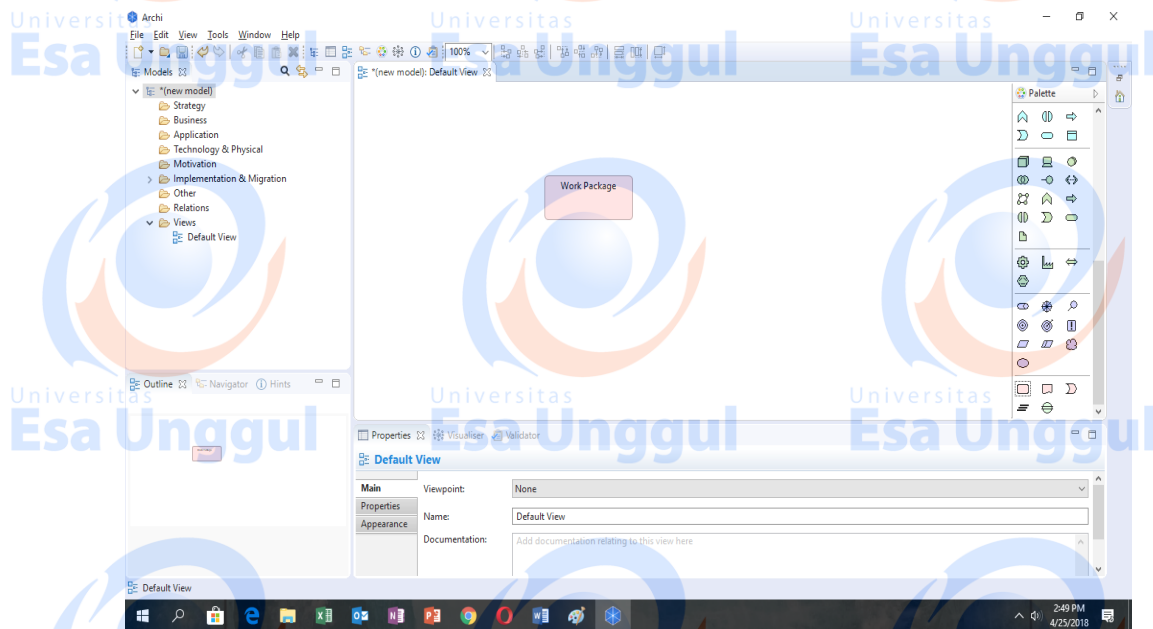 Archi
File Edit View Tools Window Help
100%
Models
*(new model): Default View
*(new model)
Strategy
Business
Application
Technology & Physical
Motivation
Implementation & Migration
Other
Relations
Views
Default View
Work Package
Palette
Outline Navigator Hints
Properties Visualiser Validator
Default View
Main
Properties
Appearance
Viewpoint: None
Name: Default View
Documentation: Add documentation relating to this view here
Default View
2:49 PM
4/25/2018
Universitas
Esa Unggul
Universitas
Esa Unggul
Universitas
Esa Unggul
Universitas
Esa Unggul
Universitas
Esa Unggul
Universitas
Esa Unggul